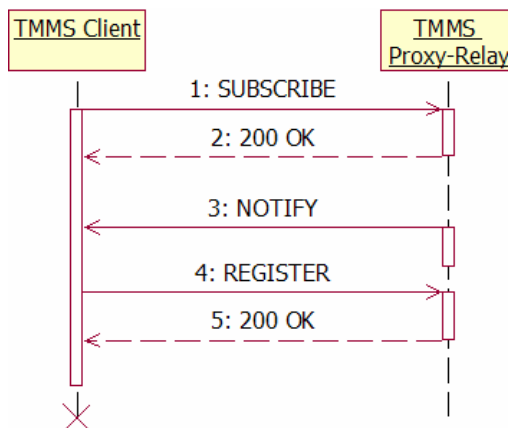 TMMS Client
TMMS
Proxy-Relay
1: SUBSCRIBE
2: 200 OK
3: NOTIFY
4: REGISTER
5: 200 OK